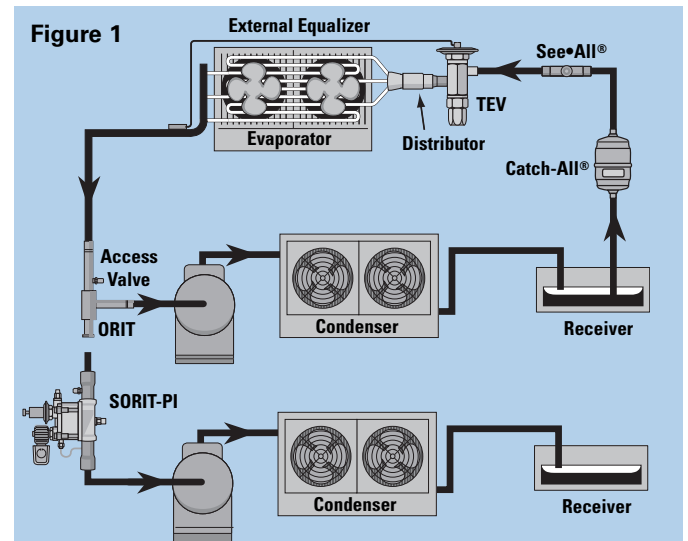 Figure 1
External Equalizer
See•All®
TEV
Evaporator
Distributor
Catch-All®
Access
Valve
ORIT
Condenser
Receiver
SORIT-PI
Condenser
Receiver